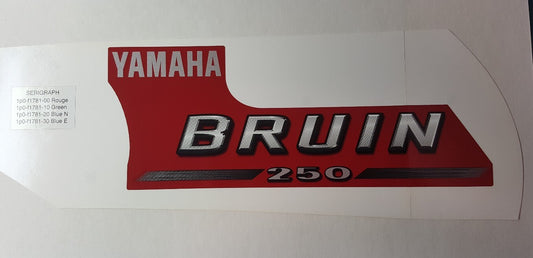 YAMAHA
SERIGRAPH
1p0-f1781-00 Rouge
1p0-f1781-10 Green
1p0-f1781-20 Blue N
1p0-f1781-30 Blue E
BRUIN
250